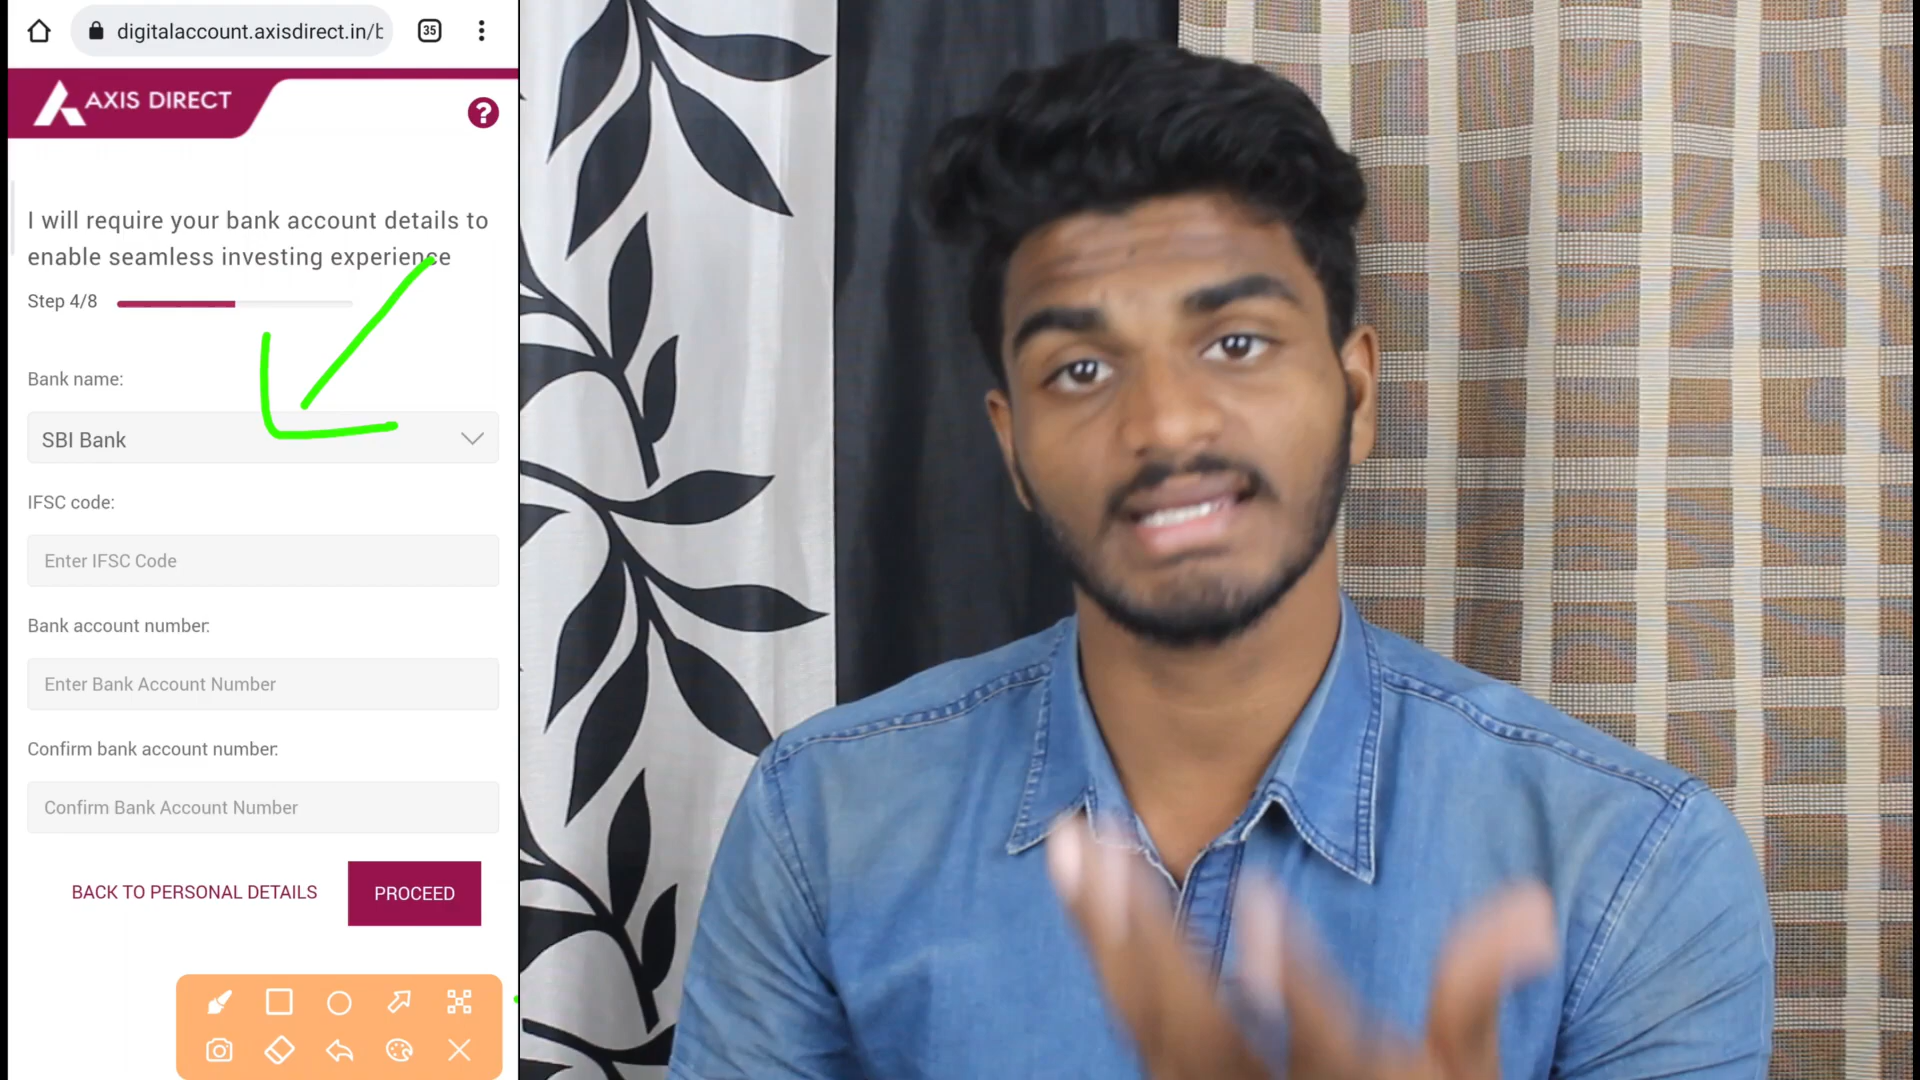 digitalaccount.axisdirect.in/b
35
AXIS DIRECT
?
I will require your bank account details to
enable seamless investing experience
Step 4/8
Bank name:
SBI Bank
IFSC code:
Enter IFSC Code
Bank account number:
Enter Bank Account Number
Confirm bank account number:
Confirm Bank Account Number
BACK TO PERSONAL DETAILS
PROCEED